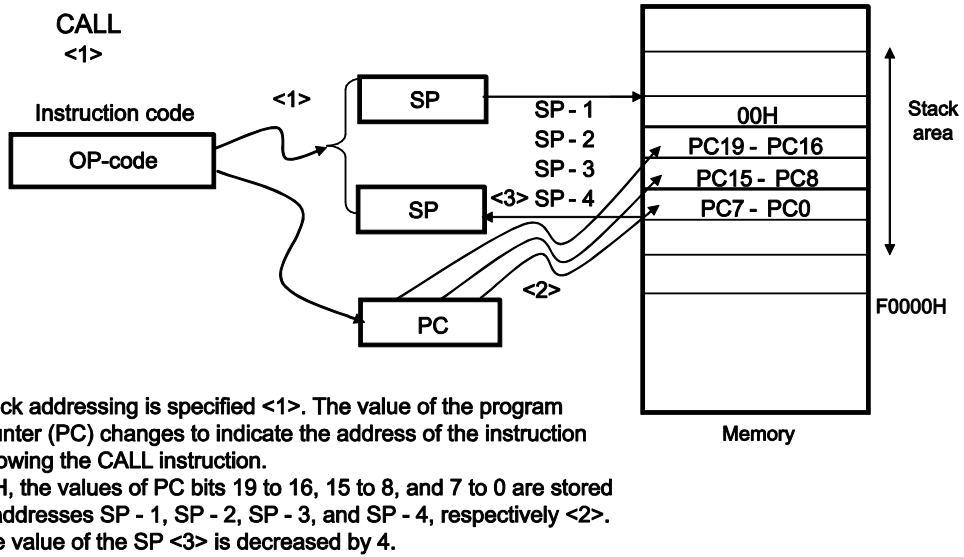 CALL
<1>
Instruction code
OP-code
<1>
SP
SP - 1
SP - 2
SP - 3
<3> SP - 4
SP
<2>
PC
00H
PC19 - PC16
PC15 - PC8
PC7 - PC0
Stack
area
F0000H
Memory
ck addressing is specified <1>. The value of the program
unter (PC) changes to indicate the address of the instruction
owing the CALL instruction.
H, the values of PC bits 19 to 16, 15 to 8, and 7 to 0 are stored
addresses SP - 1, SP - 2, SP - 3, and SP - 4, respectively <2>.
e value of the SP <3> is decreased by 4.